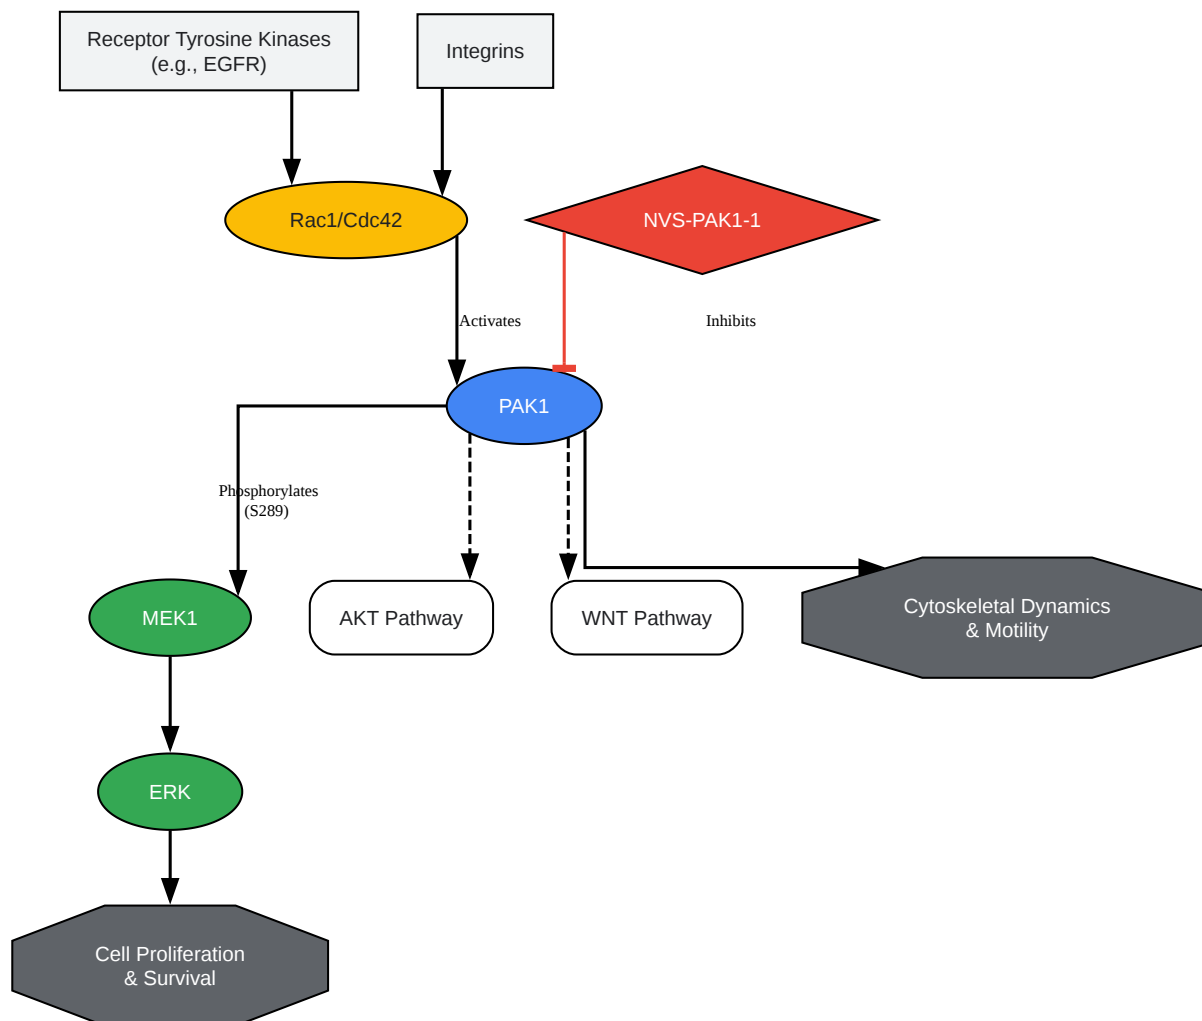 Receptor Tyrosine Kinases
(e.g., EGFR)
Integrins
Rac1/Cdc42
NVS-PAK1-1
Activates
Inhibits
PAK1
Phosphorylates
(S289)
MEK1
AKT Pathway
WNT Pathway
Cytoskeletal Dynamics
& Motility
ERK
Cell Proliferation
& Survival